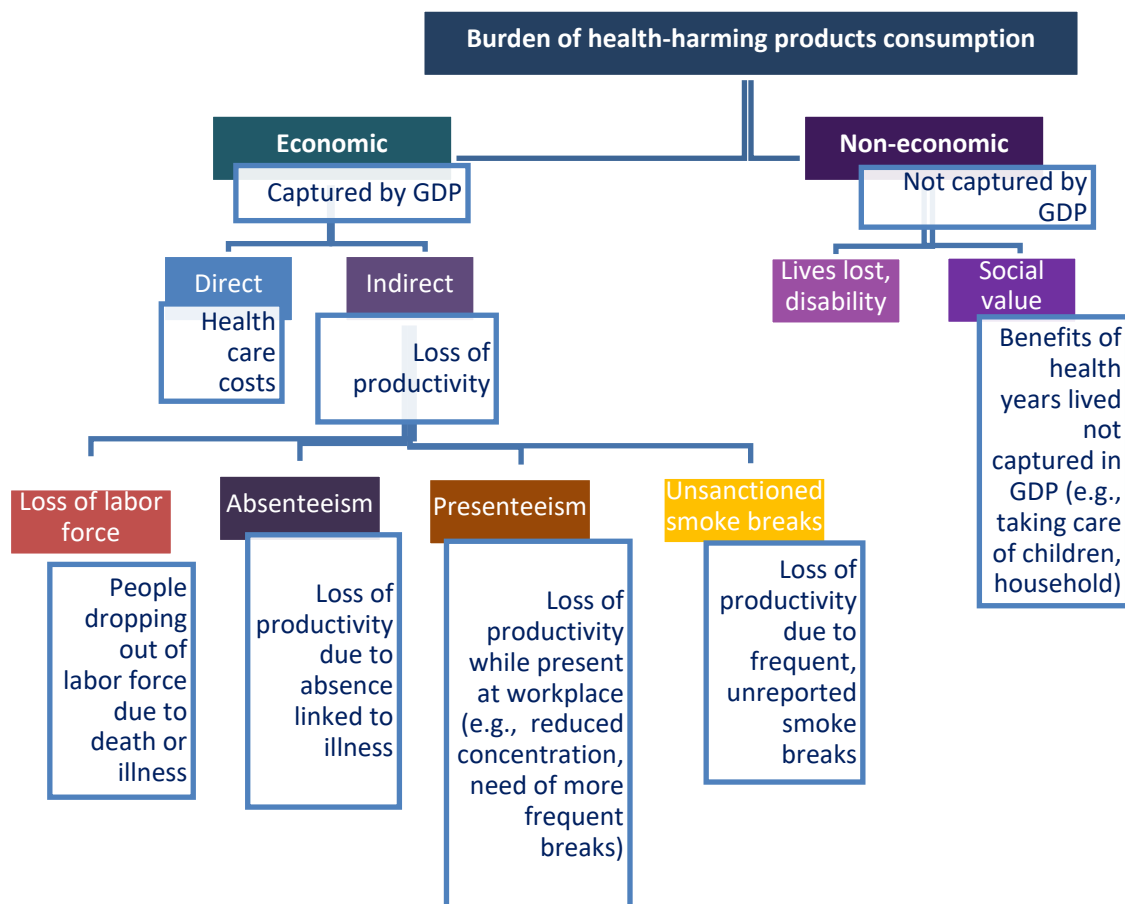 Burden of health-harming products consumption
Economic
Captured by GDP
Non-economic
Not captured by
GDP
Direct
Health
care
costs
Indirect
Loss of
productivity
Lives lost,
disability
Social
value
Benefits of
health
years lived
not
captured in
GDP (e.g.,
taking care
of children,
household)
Loss of labor
force
People
dropping
out of
labor force
due to
death or
illness
Absenteeism
Loss of
productivity
due to
absence
linked to
illness
Presenteeism
Loss of
productivity
while present
at workplace
(e.g., reduced
concentration,
need of more
frequent
breaks)
Unsanctioned
smoke breaks
Loss of
productivity
due to
frequent,
unreported
smoke
breaks